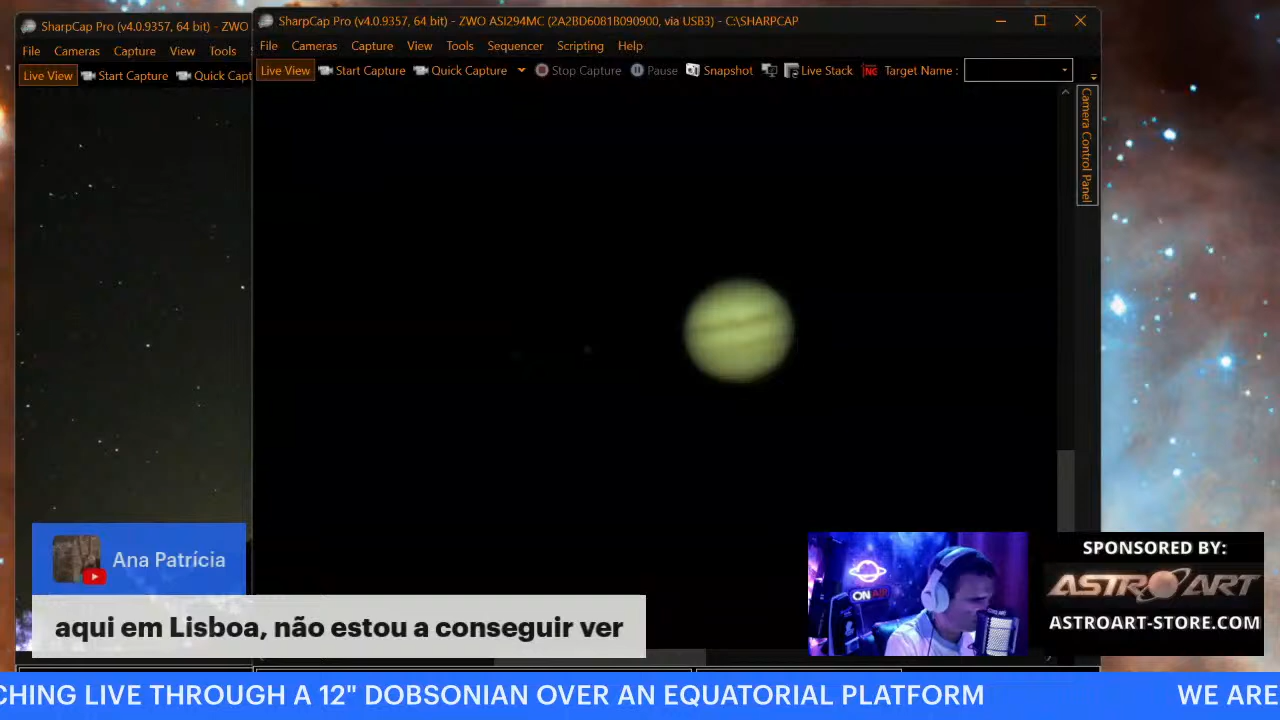 SharpCap Pro (v4.0.9357, 64 bit) - ZWO
File Cameras Capture View Tools
Live View Start Capture Quick Capt
SharpCap Pro (v4.0.9357, 64 bit) - ZWO ASI294MC (2A2BD6081B090900, via USB3) - C:\SHARPCAP
File Cameras Capture View Tools Sequencer Scripting Help
Live View Start Capture Quick Capture Stop Capture Pause Snapshot Live Stack Target Name :
Camera Control Panel
Ana Patrícia
aqui em Lisboa, não estou a conseguir ver
ON AIR
SPONSORED BY:
ASTROART
ASTROART-STORE.COM
CHING LIVE THROUGH A 12" DOBSONIAN OVER AN EQUATORIAL PLATFORM WE ARE